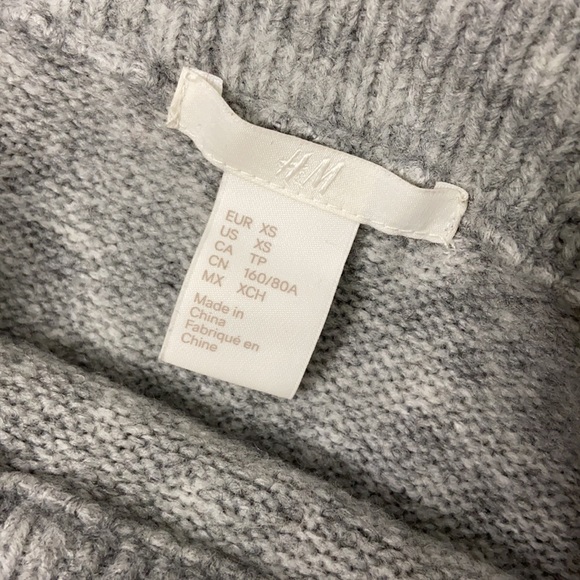 H&M
EUR XS
US XS
CA TP
CN 160/80A
MX XCH
Made in
China
Fabriqué en
Chine